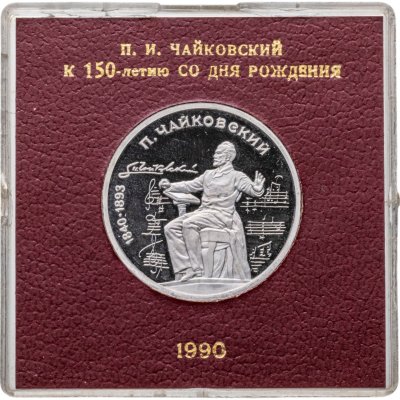 П. И. ЧАЙКОВСКИЙ
К 150-летию СО ДНЯ РОЖДЕНИЯ
П. ЧАЙКОВСКИЙ
1840-1893
1990